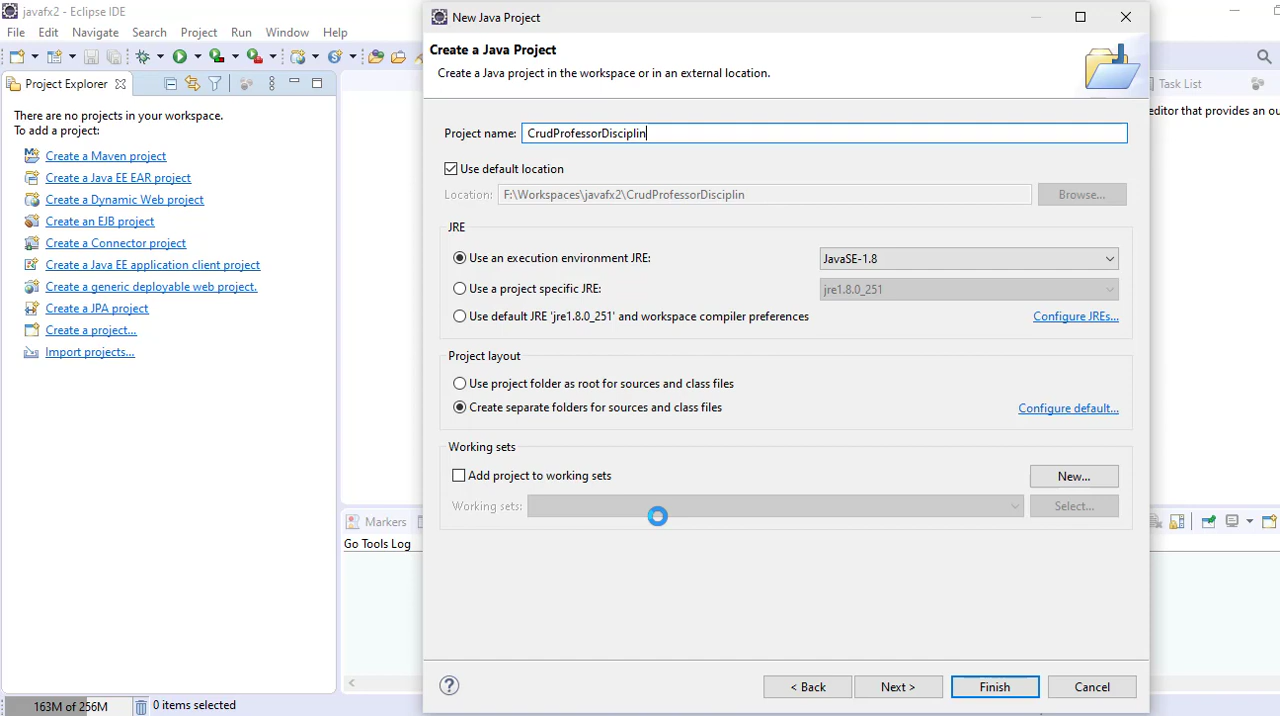 javafx2 - Eclipse IDE
File Edit Navigate Search Project Run Window Help
Project Explorer
There are no projects in your workspace.
To add a project:
Create a Maven project
Create a Java EE EAR project
Create a Dynamic Web project
Create an EJB project
Create a Connector project
Create a Java EE application client project
Create a generic deployable web project.
Create a JPA project
Create a project...
Import projects...
163M of 256M
0 items selected
Markers
Go Tools Log
Task List
editor that provides an ou
New Java Project
Create a Java Project
Create a Java project in the workspace or in an external location.
Project name: CrudProfessorDisciplin
Use default location
Location: F:\Workspaces\javafx2\CrudProfessorDisciplin Browse...
JRE
Use an execution environment JRE: JavaSE-1.8
Use a project specific JRE: jre1.8.0_251
Use default JRE 'jre1.8.0_251' and workspace compiler preferences Configure JREs...
Project layout
Use project folder as root for sources and class files
Create separate folders for sources and class files Configure default...
Working sets
Add project to working sets New...
Working sets: Select...
< Back Next > Finish Cancel